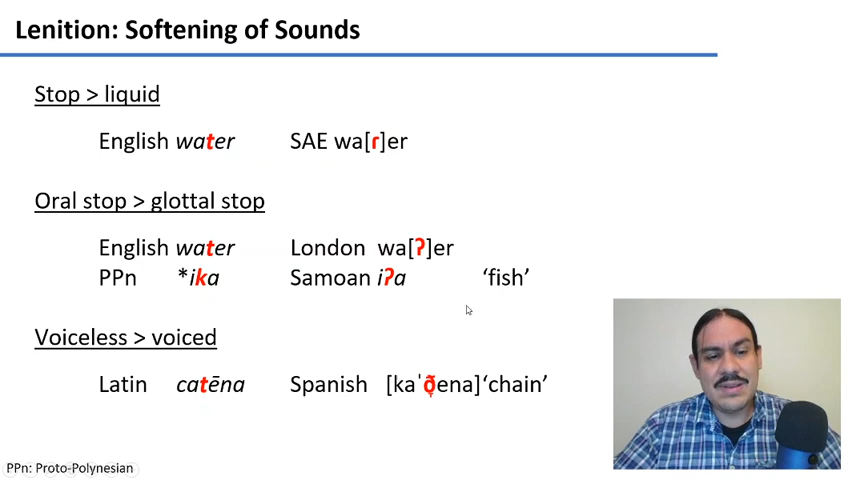 Lenition: Softening of Sounds
Stop > liquid
English water SAE wa[ɾ]er
Oral stop > glottal stop
English water London wa[ʔ]er
PPn *ika Samoan iʔa ‘fish’
Voiceless > voiced
Latin catēna Spanish [kaˈð̞ena] ‘chain’
PPn: Proto-Polynesian